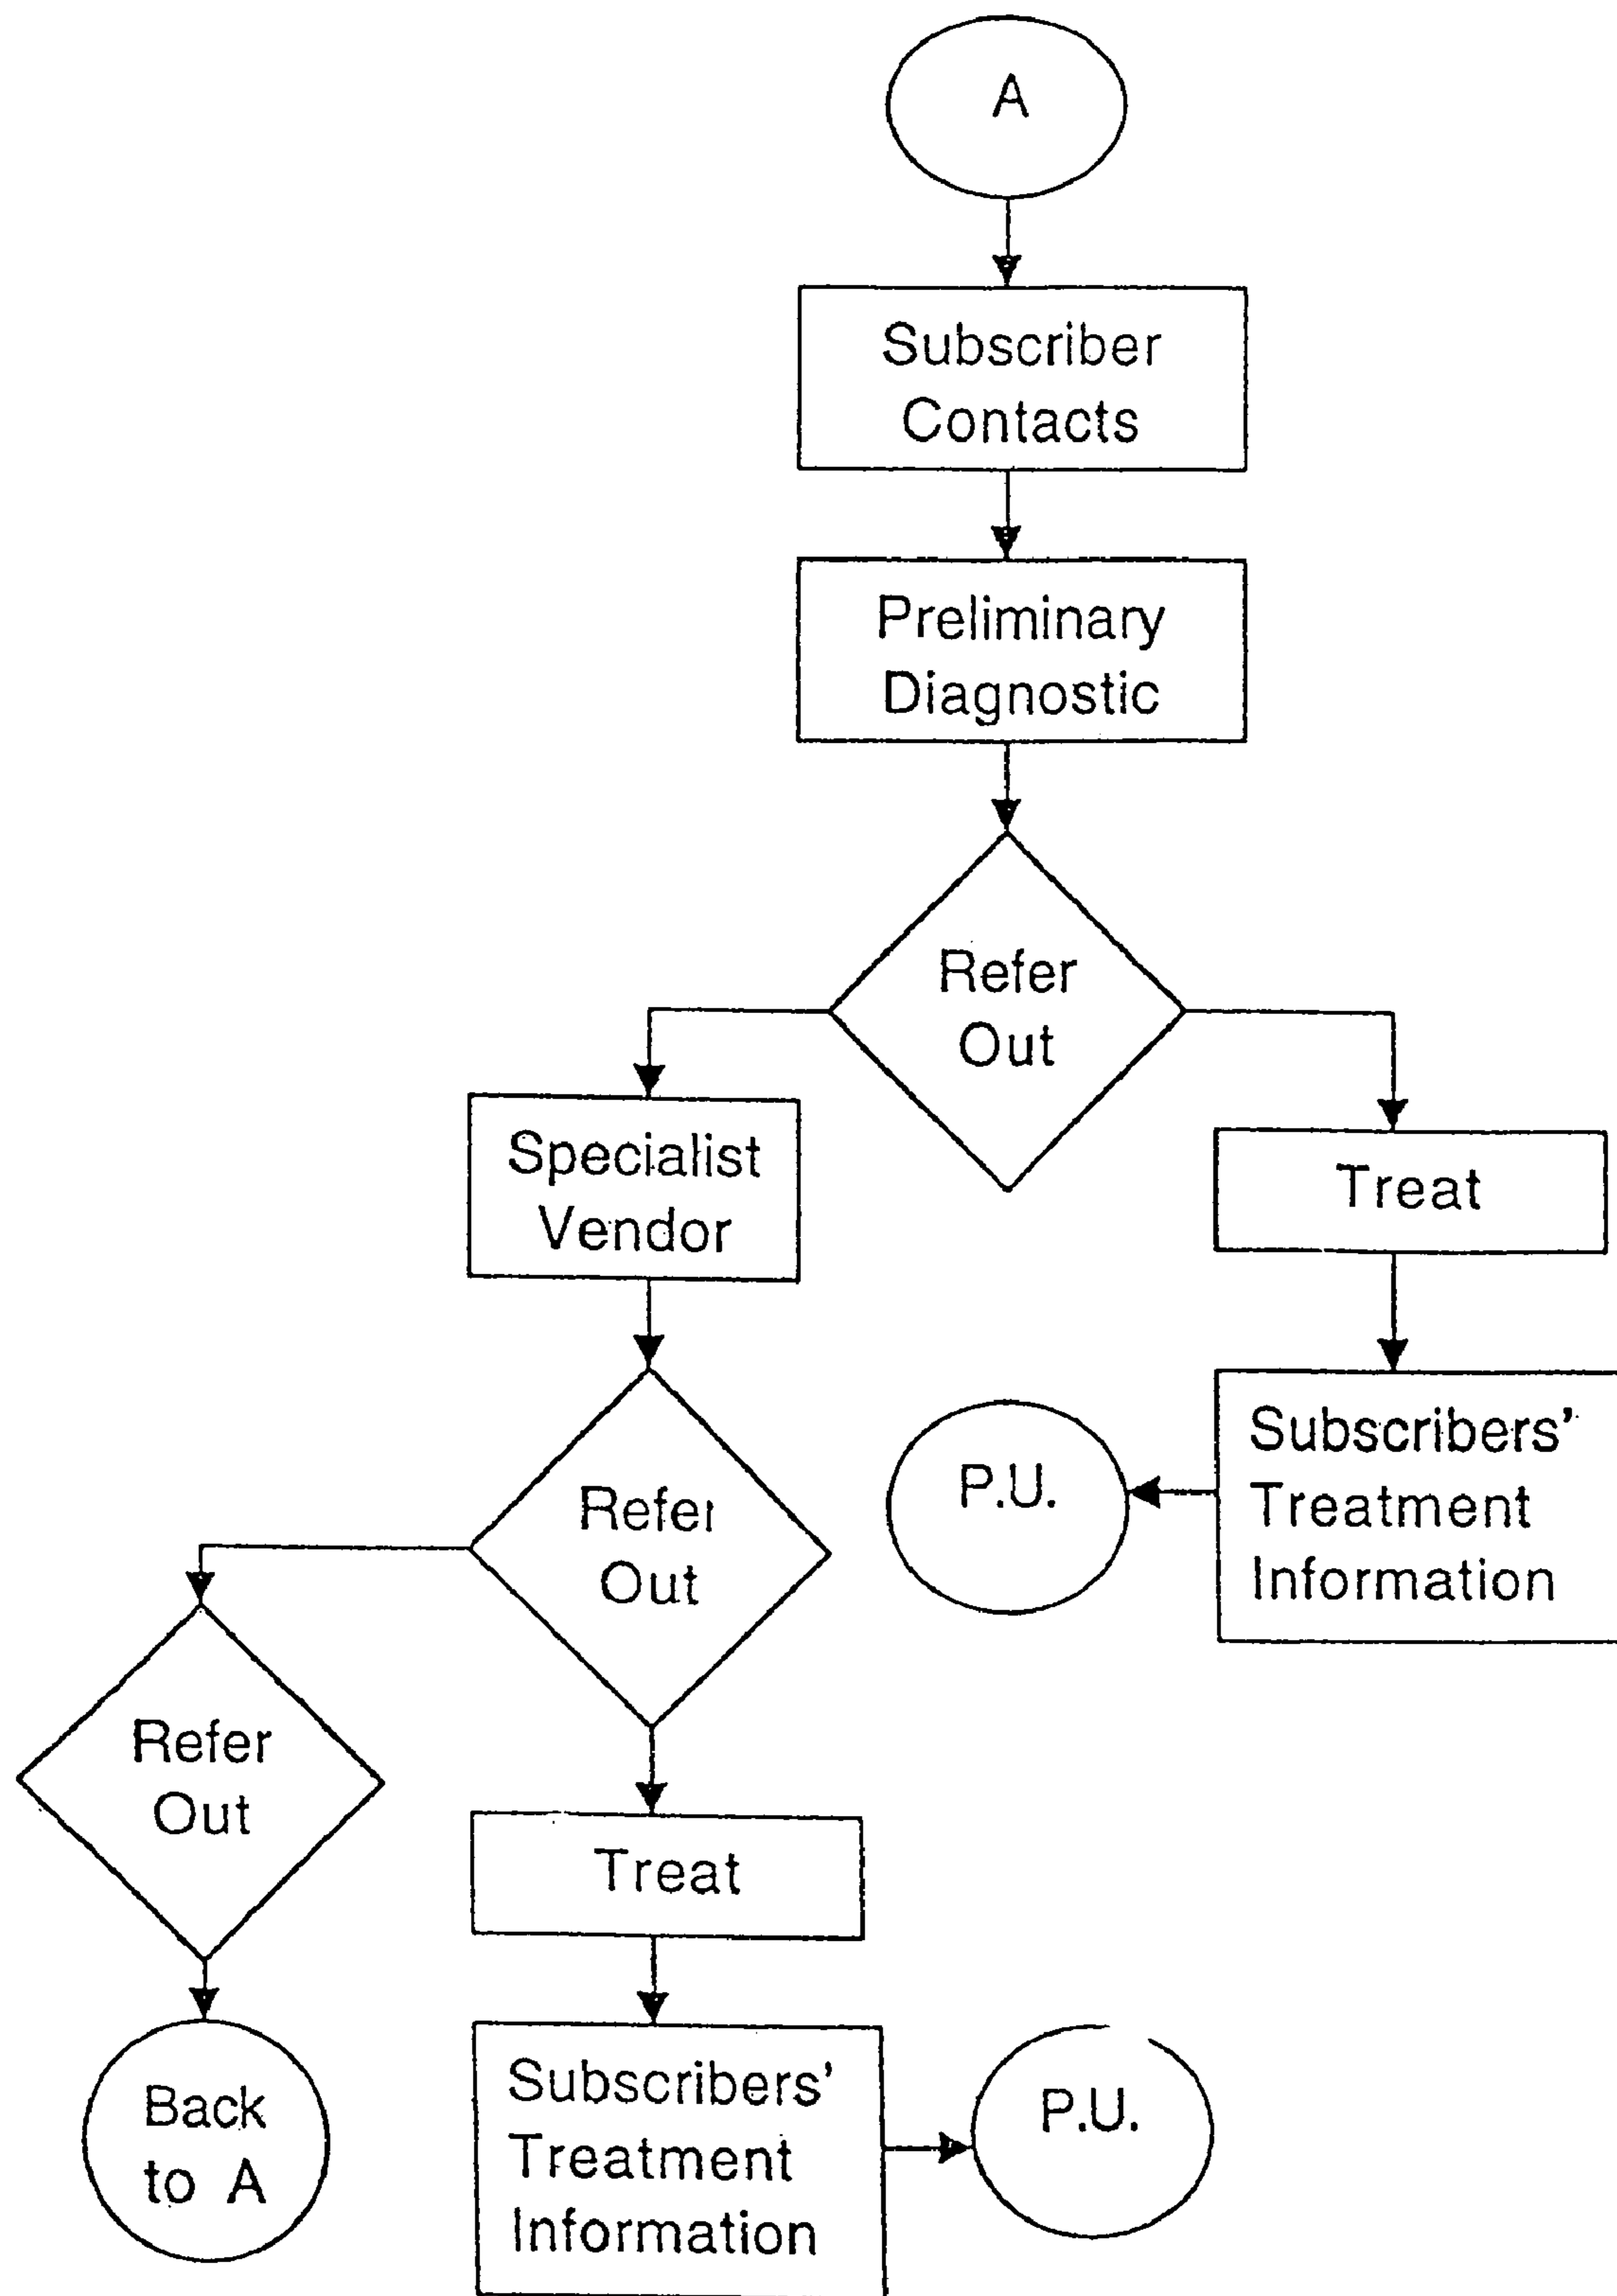 A
Subscriber
Contacts
Preliminary
Diagnostic
Refer
Out
Specialist
Vendor
Treat
Subscribers'
Treatment
Information
P.U.
Refer
Out
Refer
Out
Treat
Back
to A
Subscribers'
Treatment
Information
P.U.